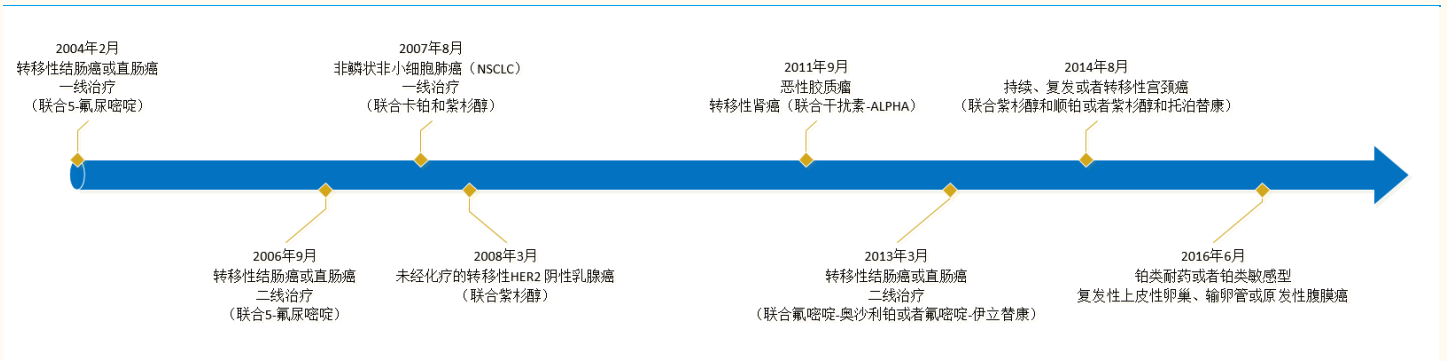 2004年2月
转移性结肠癌或直肠癌
一线治疗
（联合5-氟尿嘧啶）
2007年8月
非鳞状非小细胞肺癌（NSCLC）
一线治疗
（联合卡铂和紫杉醇）
2011年9月
恶性胶质瘤
转移性肾癌（联合干扰素-ALPHA）
2014年8月
持续、复发或者转移性宫颈癌
（联合紫杉醇和顺铂或者紫杉醇和托泊替康）
2006年9月
转移性结肠癌或直肠癌
二线治疗
（联合5-氟尿嘧啶）
2008年3月
未经化疗的转移性HER2 阴性乳腺癌
（联合紫杉醇）
2013年3月
转移性结肠癌或直肠癌
二线治疗
（联合氟嘧啶-奥沙利铂或者氟嘧啶-伊立替康）
2016年6月
铂类耐药或者铂类敏感型
复发性上皮性卵巢、输卵管或原发性腹膜癌